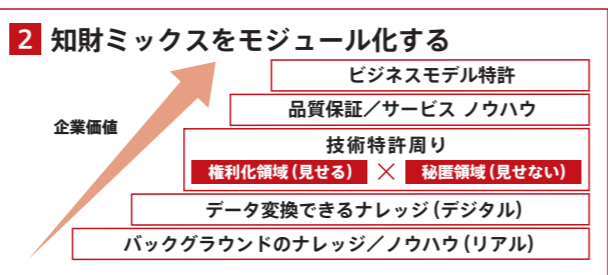 2 知財ミックスをモジュール化する
ビジネスモデル特許
品質保証／サービス ノウハウ
企業価値
技術特許周り
権利化領域（見せる） × 秘匿領域（見せない）
データ変換できるナレッジ（デジタル）
バックグラウンドのナレッジ／ノウハウ（リアル）